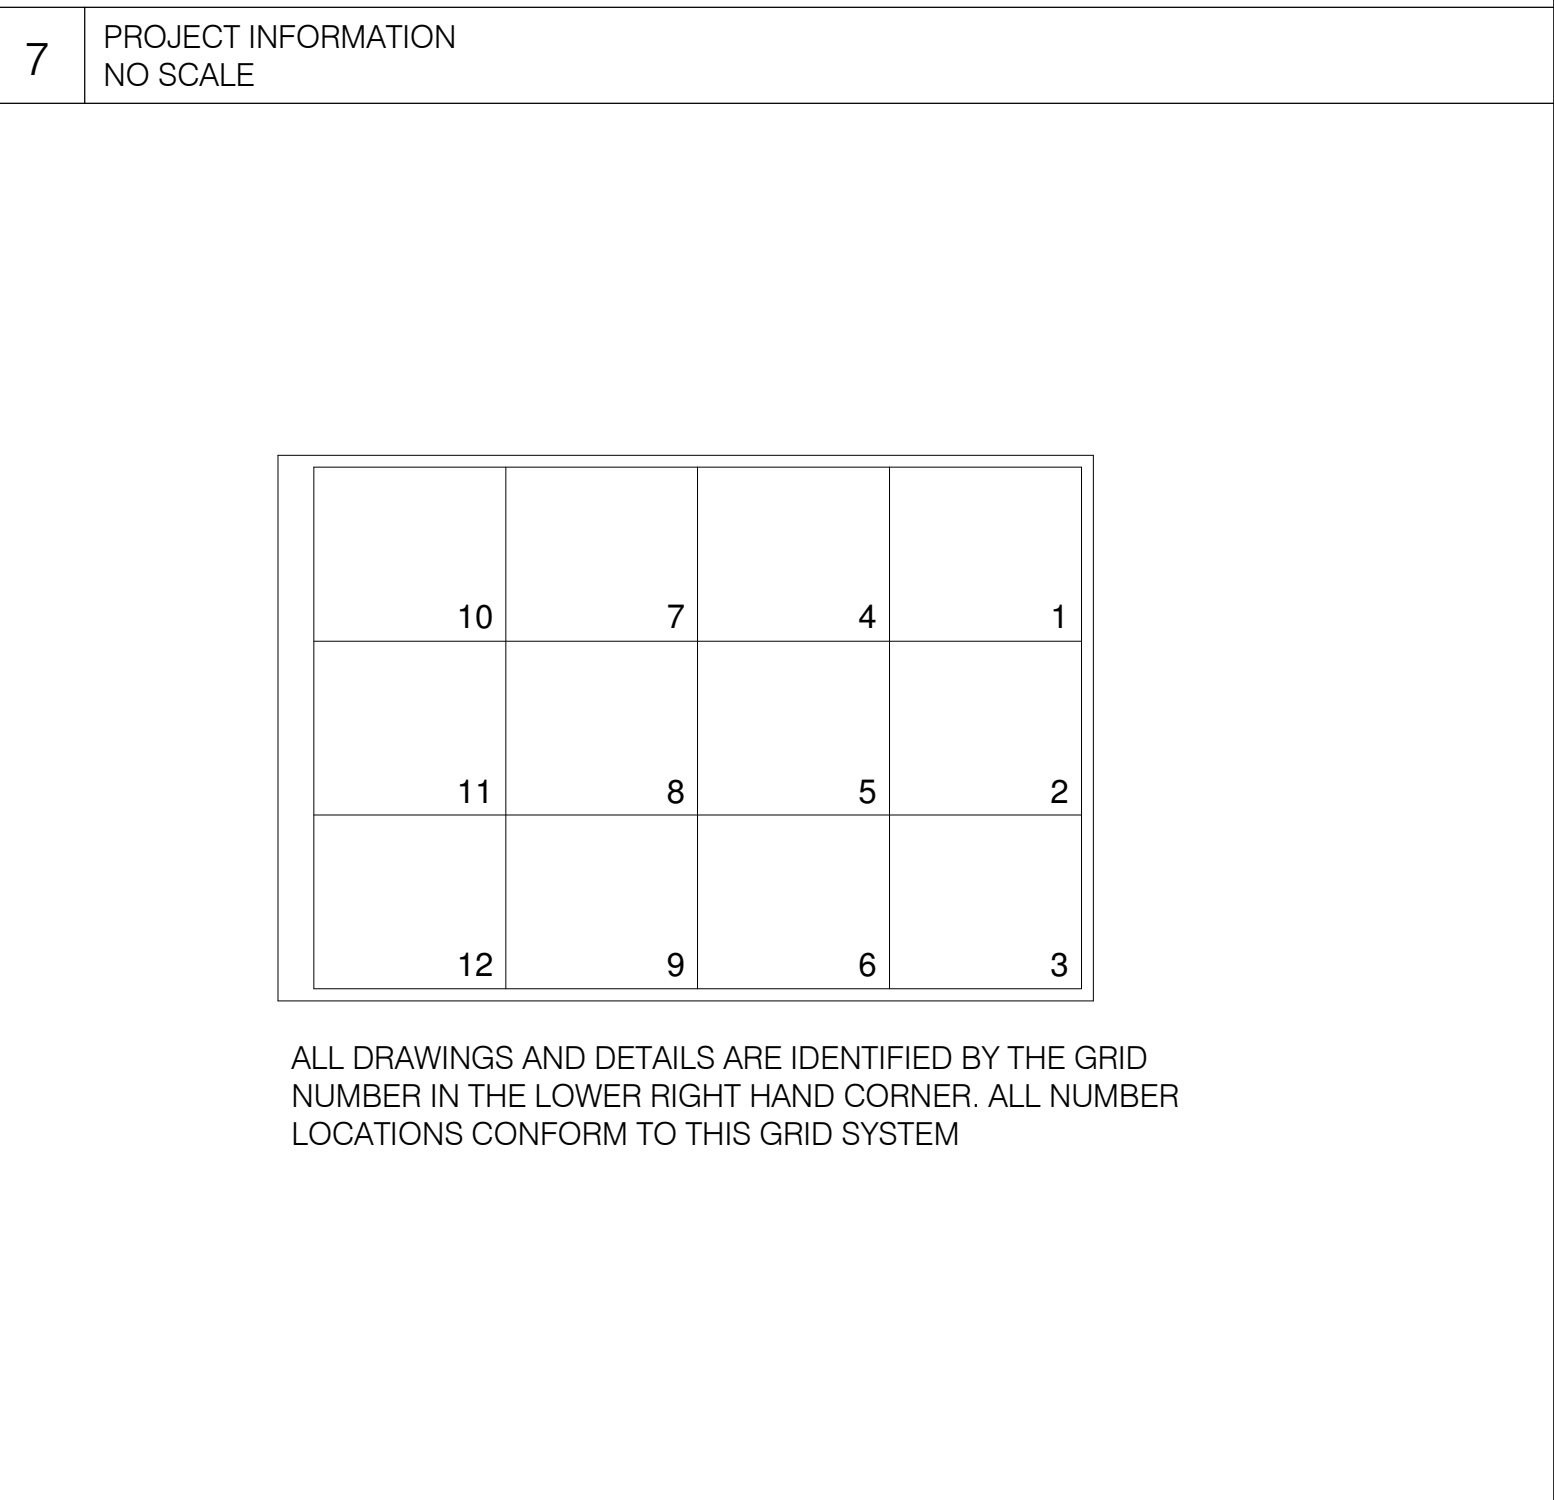 7
PROJECT INFORMATION
NO SCALE
10 7 4 1
11 8 5 2
12 9 6 3
ALL DRAWINGS AND DETAILS ARE IDENTIFIED BY THE GRID
NUMBER IN THE LOWER RIGHT HAND CORNER. ALL NUMBER
LOCATIONS CONFORM TO THIS GRID SYSTEM